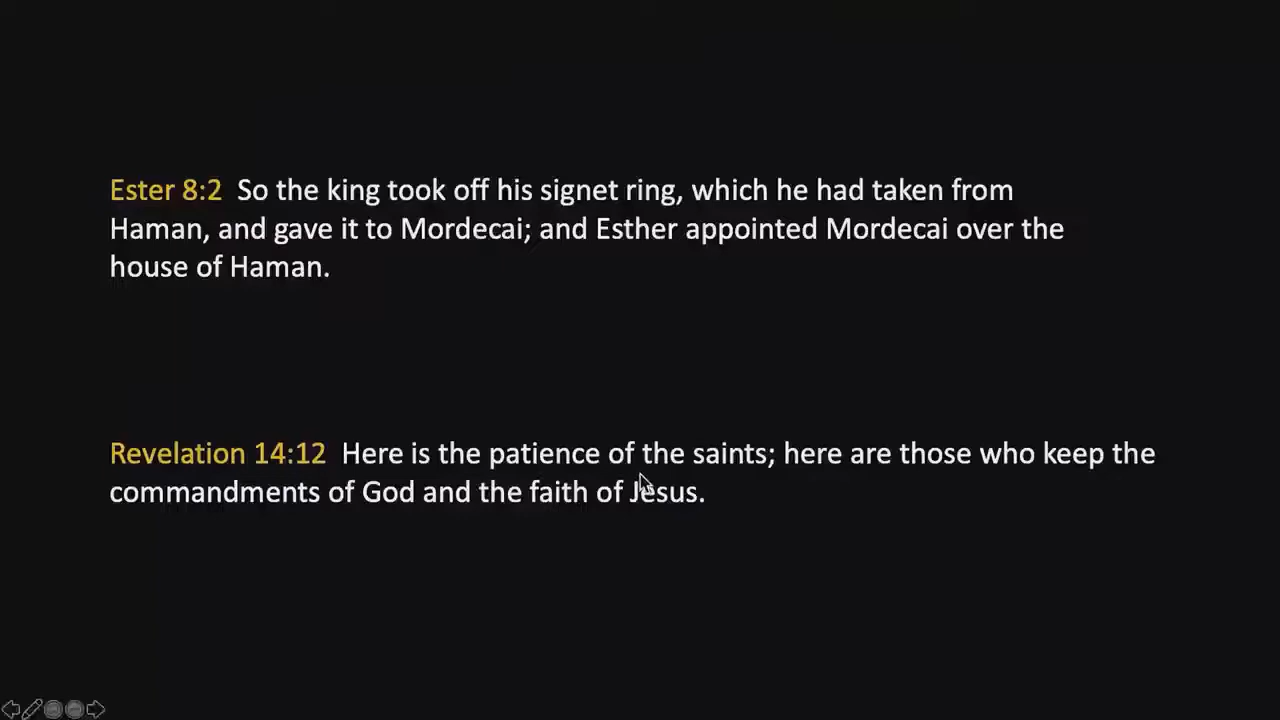 Ester 8:2  So the king took off his signet ring, which he had taken from
Haman, and gave it to Mordecai; and Esther appointed Mordecai over the
house of Haman.
Revelation 14:12  Here is the patience of the saints; here are those who keep the
commandments of God and the faith of Jesus.